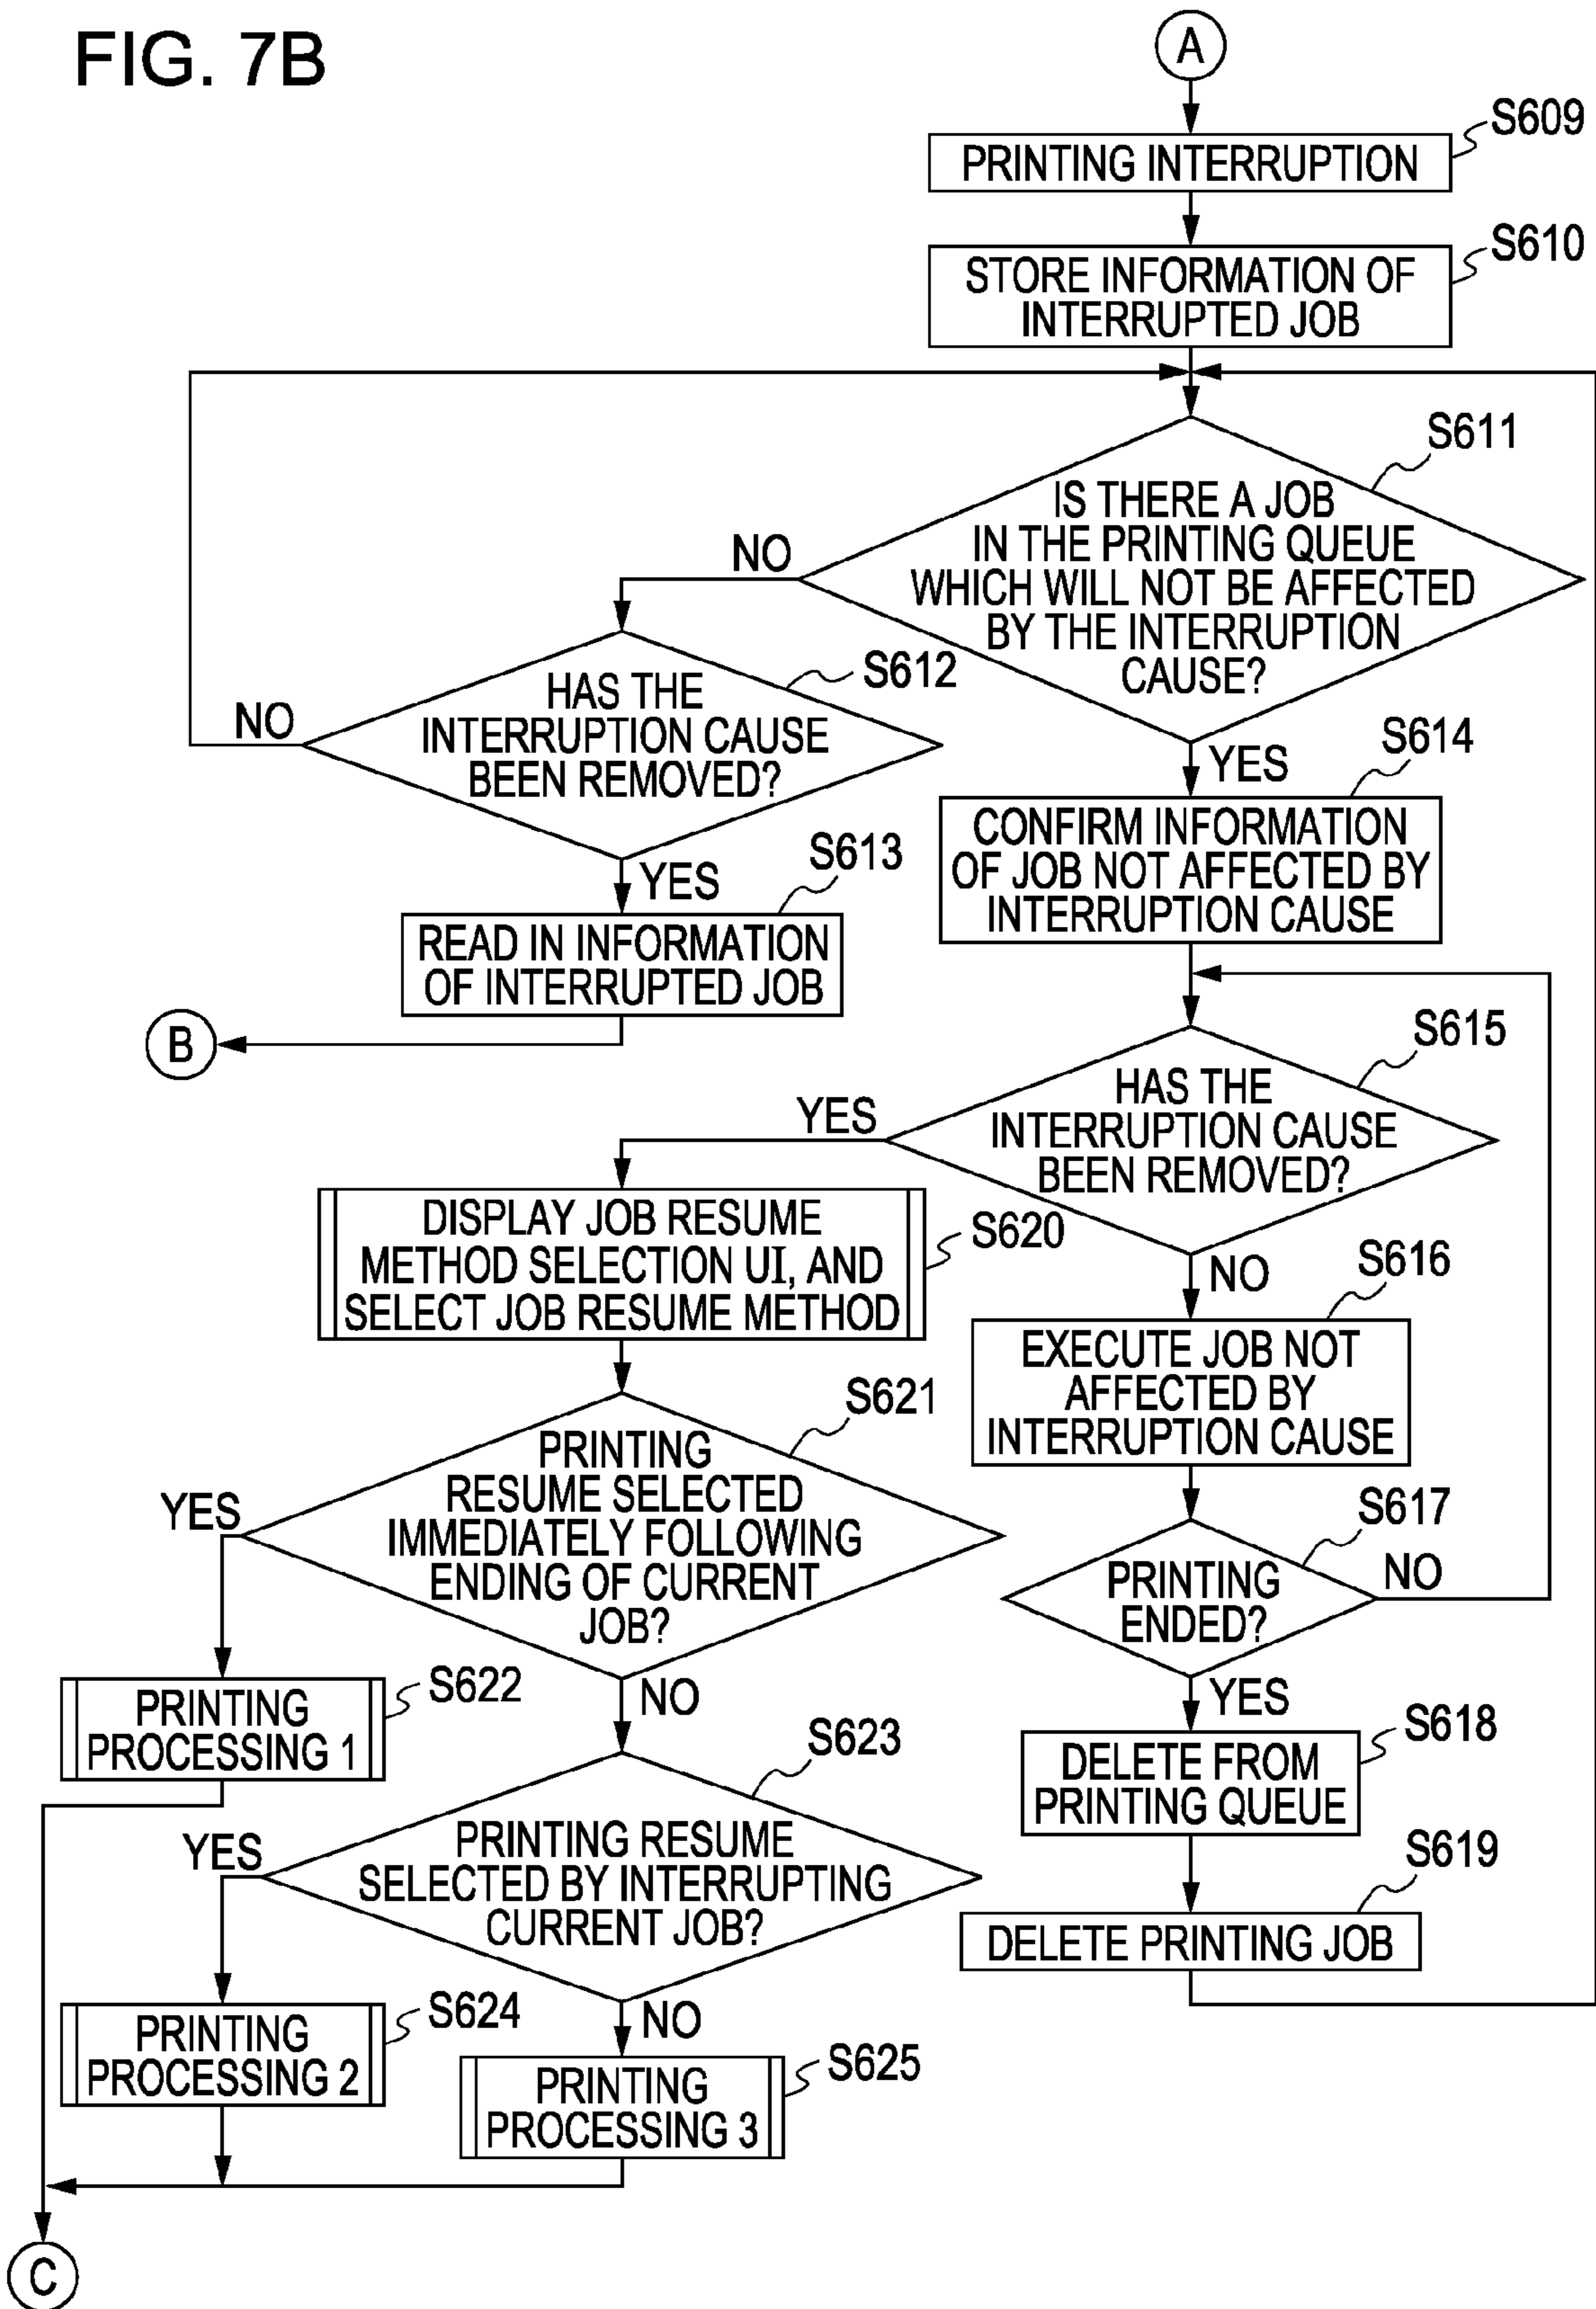 FIG. 7B
A
S609
PRINTING INTERRUPTION
S610
STORE INFORMATION OF
INTERRUPTED JOB
S611
IS THERE A JOB
IN THE PRINTING QUEUE
WHICH WILL NOT BE AFFECTED
BY THE INTERRUPTION
CAUSE?
NO
S612
HAS THE
INTERRUPTION CAUSE
BEEN REMOVED?
NO
YES
S613
READ IN INFORMATION
OF INTERRUPTED JOB
B
YES
S614
CONFIRM INFORMATION
OF JOB NOT AFFECTED BY
INTERRUPTION CAUSE
S615
HAS THE
INTERRUPTION CAUSE
BEEN REMOVED?
YES
NO
S616
EXECUTE JOB NOT
AFFECTED BY
INTERRUPTION CAUSE
S617
PRINTING
ENDED?
NO
YES
S618
DELETE FROM
PRINTING QUEUE
S619
DELETE PRINTING JOB
DISPLAY JOB RESUME
METHOD SELECTION UI, AND
SELECT JOB RESUME METHOD
S620
S621
PRINTING
RESUME SELECTED
IMMEDIATELY FOLLOWING
ENDING OF CURRENT
JOB?
YES
NO
S622
PRINTING
PROCESSING 1
S623
PRINTING RESUME
SELECTED BY INTERRUPTING
CURRENT JOB?
YES
NO
S624
PRINTING
PROCESSING 2
S625
PRINTING
PROCESSING 3
C